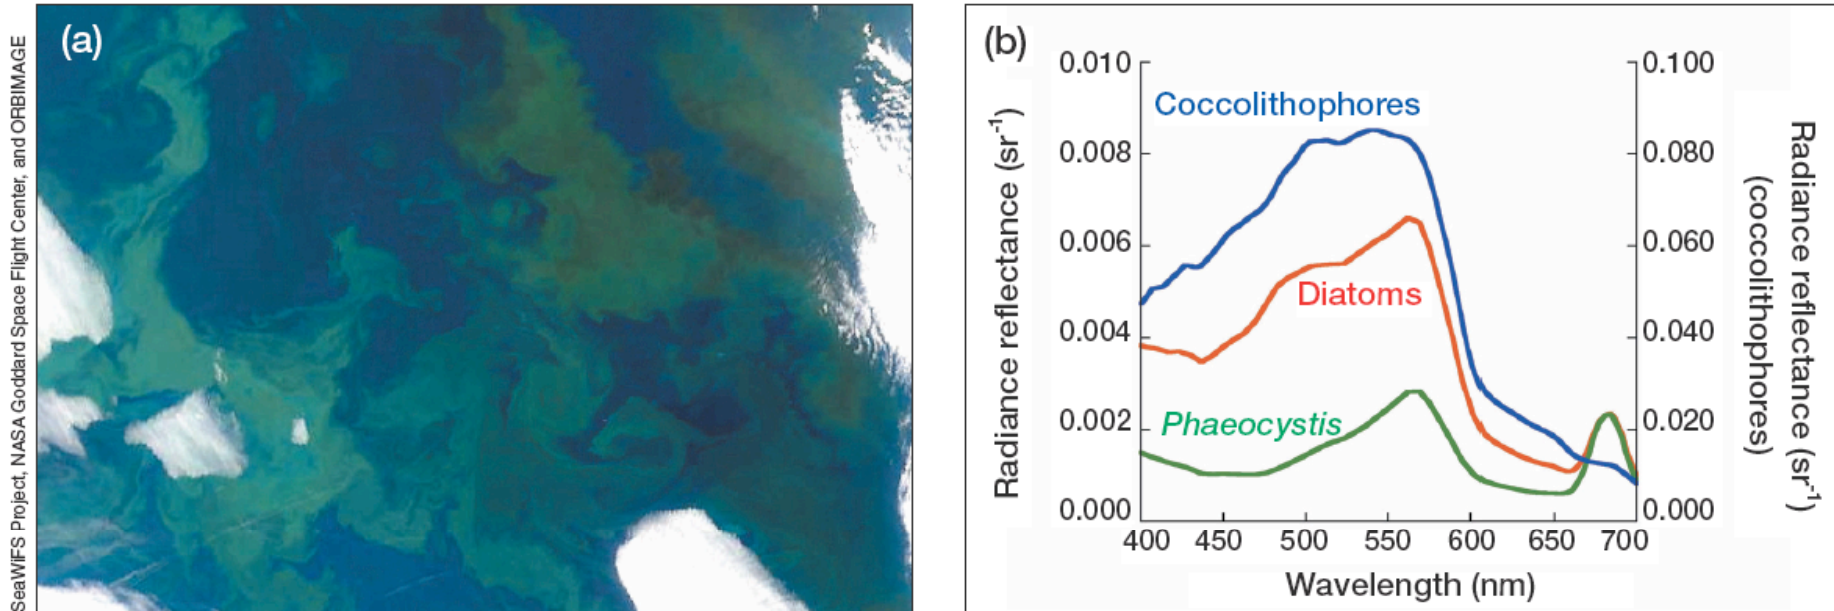 SeaWiFS Project, NASA Goddard Space Flight Center, and ORBIMAGE
(a)
(b)
0.010
0.008
0.006
0.004
0.002
0.000
Radiance reflectance (sr-1)
Coccolithophores
Diatoms
Phaeocystis
0.100
0.080
0.060
0.040
0.020
0.000
Radiance reflectance (sr-1)
(coccolithophores)
400 450 500 550 600 650 700
Wavelength (nm)